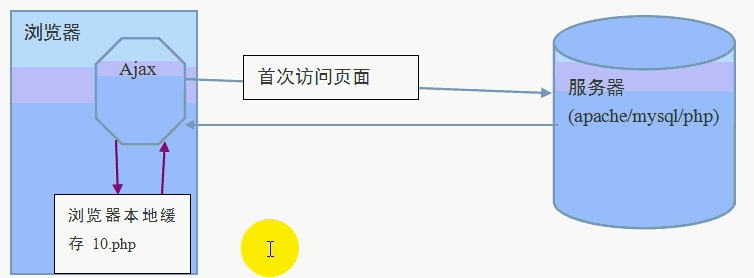 浏览器
Ajax
首次访问页面
服务器
(apache/mysql/php)
浏览器本地缓
存 10.php